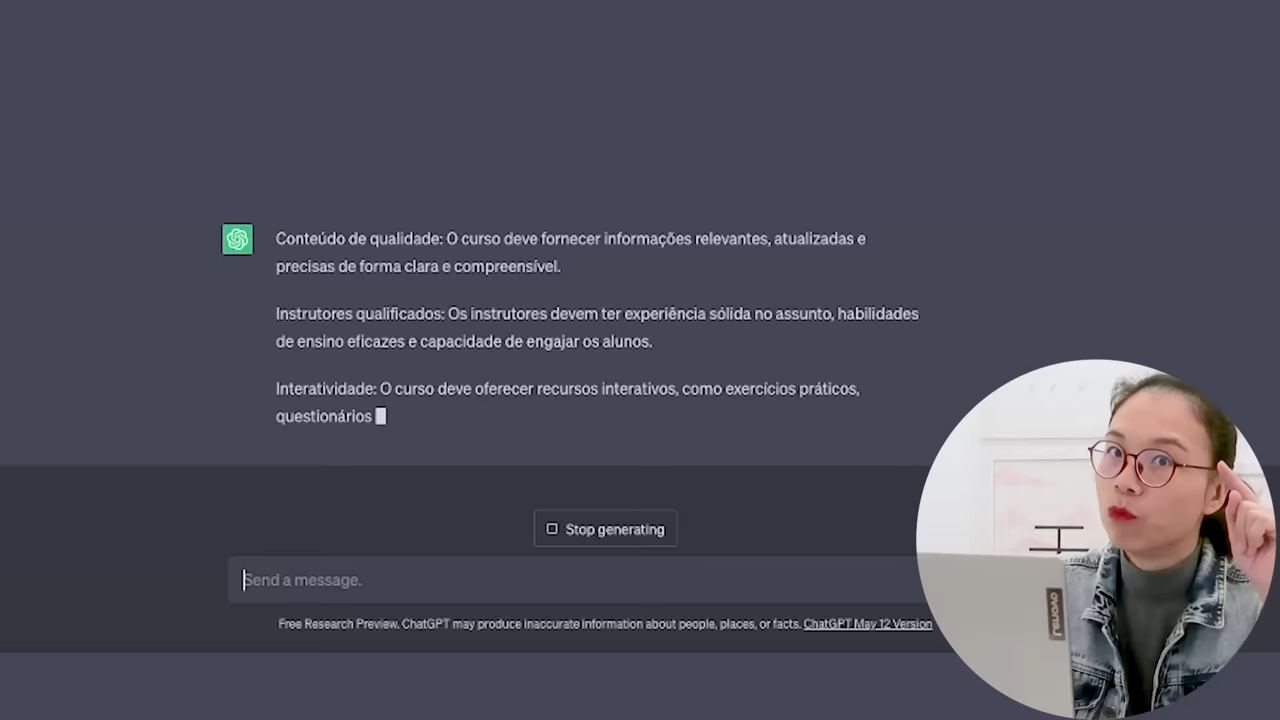 Conteúdo de qualidade: O curso deve fornecer informações relevantes, atualizadas e
precisas de forma clara e compreensível.
Instrutores qualificados: Os instrutores devem ter experiência sólida no assunto, habilidades
de ensino eficazes e capacidade de engajar os alunos.
Interatividade: O curso deve oferecer recursos interativos, como exercícios práticos,
questionários
Stop generating
Send a message.
Free Research Preview. ChatGPT may produce inaccurate information about people, places, or facts. ChatGPT May 12 Version
Lenovo